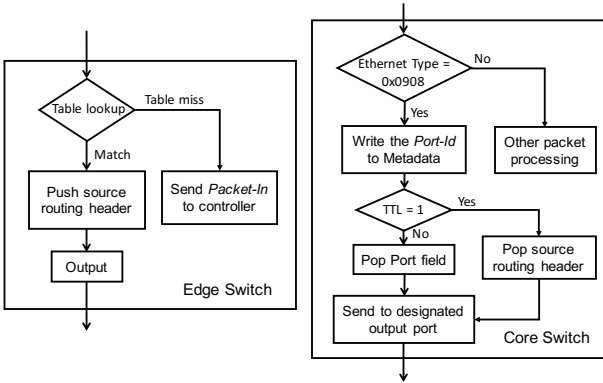 Table lookup
Table miss
Match
Push source
routing header
Send Packet-In
to controller
Output
Edge Switch
Ethernet Type =
0x0908
No
Yes
Write the Port-Id
to Metadata
Other packet
processing
TTL = 1
Yes
No
Pop Port field
Pop source
routing header
Send to designated
output port
Core Switch